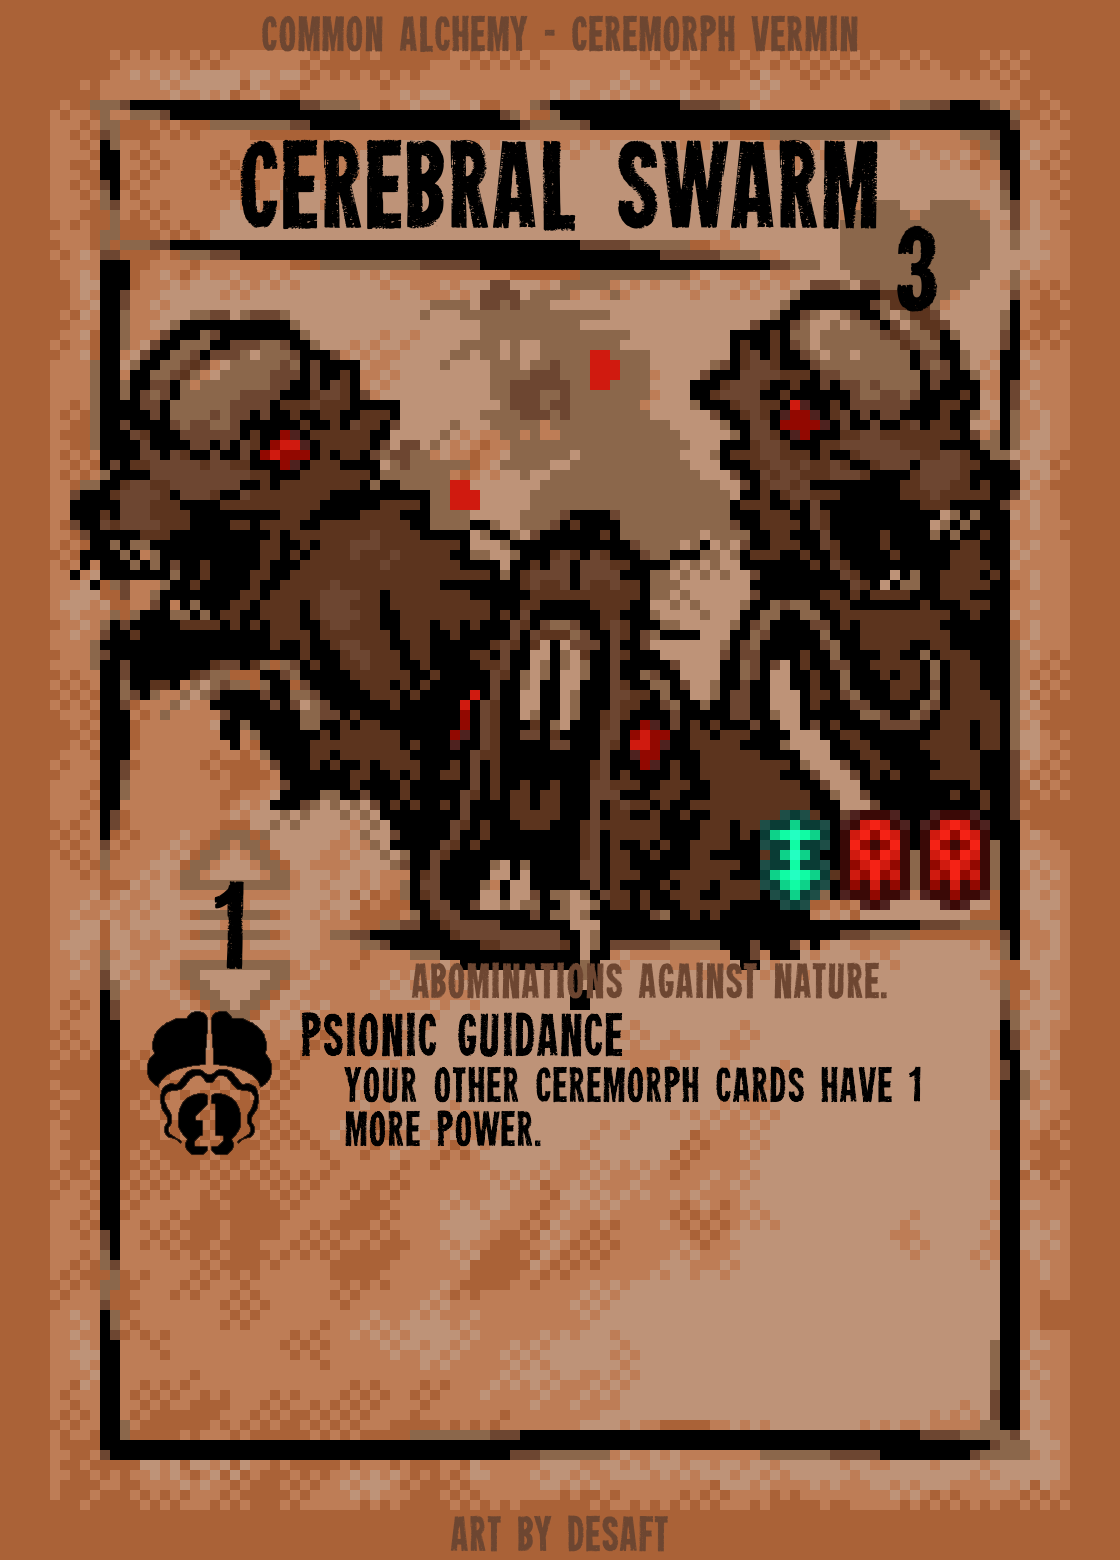 COMMON ALCHEMY - CEREMORPH VERMIN
CEREBRAL SWARM
3
1
ABOMINATIONS AGAINST NATURE.
PSIONIC GUIDANCE
YOUR OTHER CEREMORPH CARDS HAVE 1
MORE POWER.
ART BY DESAFT